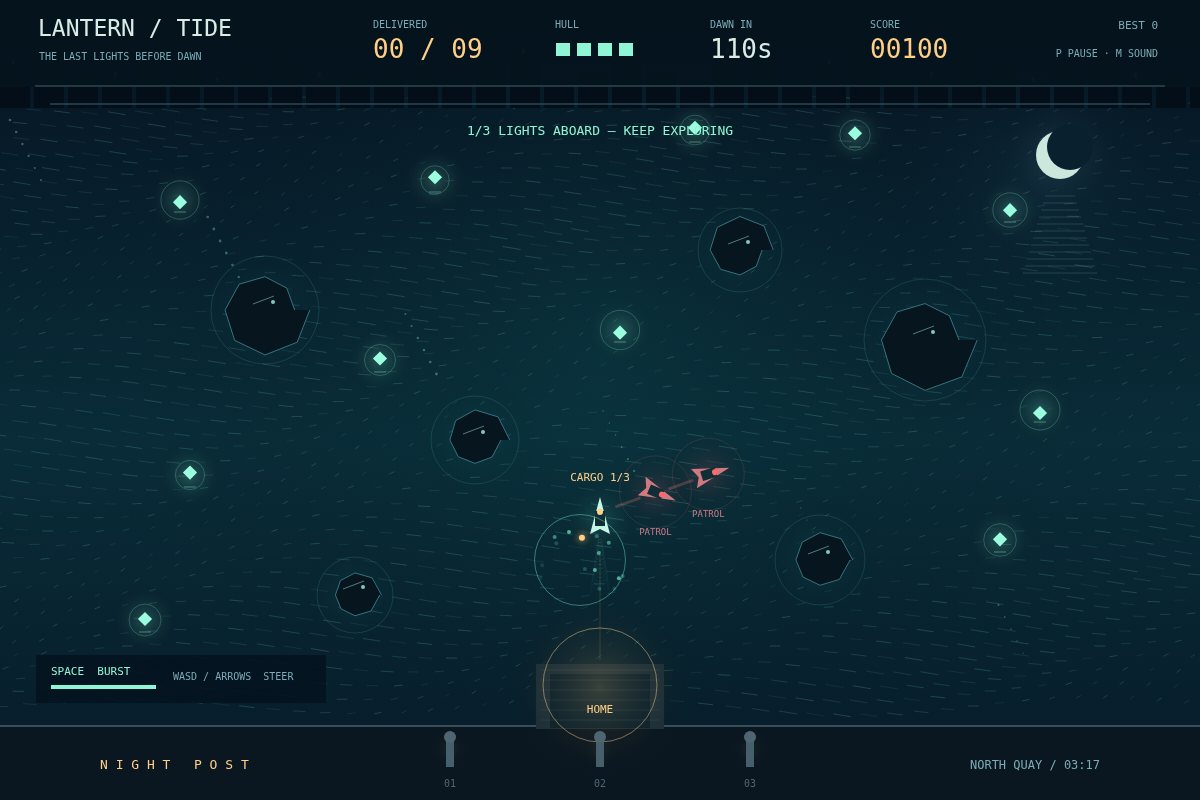 LANTERN / TIDE
THE LAST LIGHTS BEFORE DAWN
DELIVERED
00 / 09
HULL
DAWN IN
110s
SCORE
00100
BEST 0
P PAUSE · M SOUND
1/3 LIGHTS ABOARD — KEEP EXPLORING
CARGO 1/3
PATROL
PATROL
SPACE BURST
WASD / ARROWS STEER
HOME
NIGHT POST
01
02
03
NORTH QUAY / 03:17